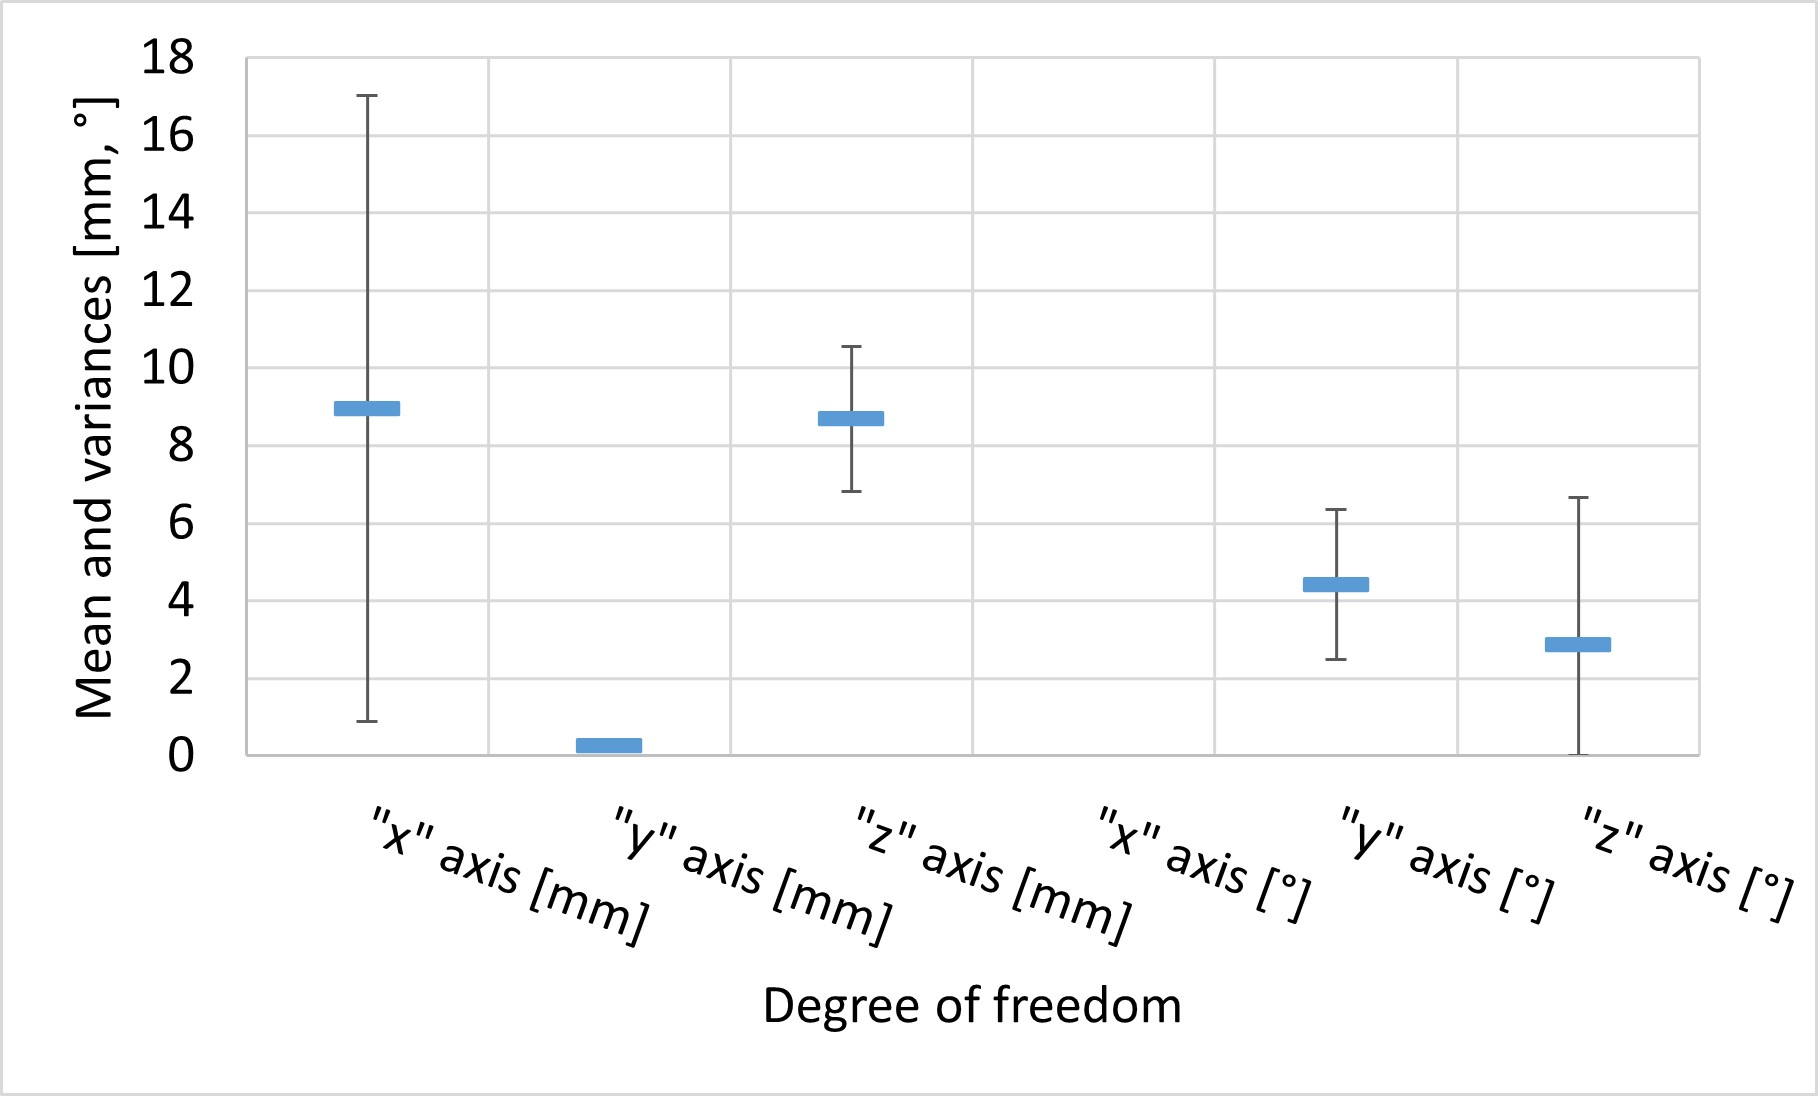 Mean and variances [mm, °]
18
16
14
12
10
8
6
4
2
0
"x" axis [mm]
"y" axis [mm]
"z" axis [mm]
"x" axis [°]
"y" axis [°]
"z" axis [°]
Degree of freedom